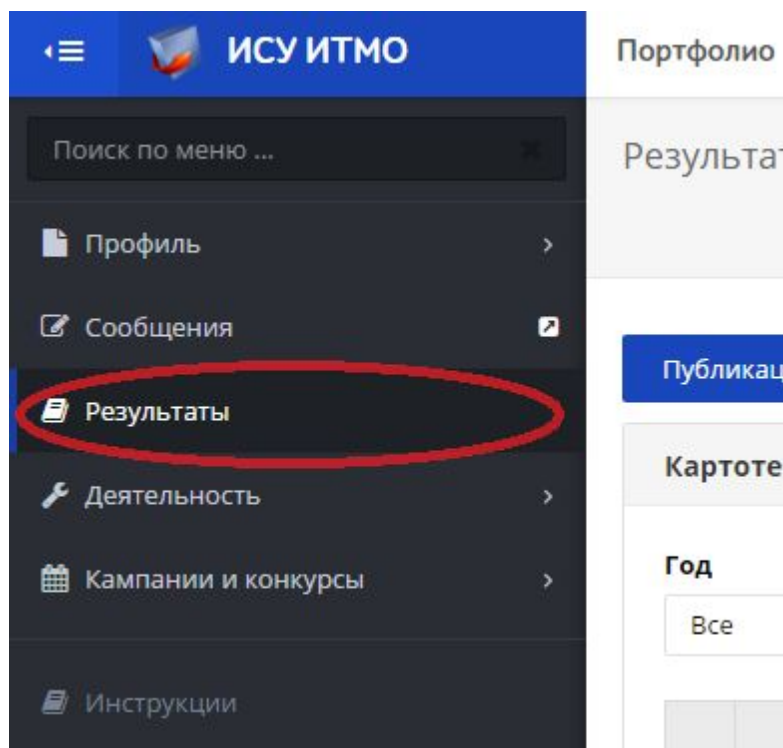 ИСУ ИТМО
Портфолио
Поиск по меню ...
Результат
Профиль
Сообщения
Публикац
Результаты
Картоте
Деятельность
Год
Кампании и конкурсы
Все
Инструкции